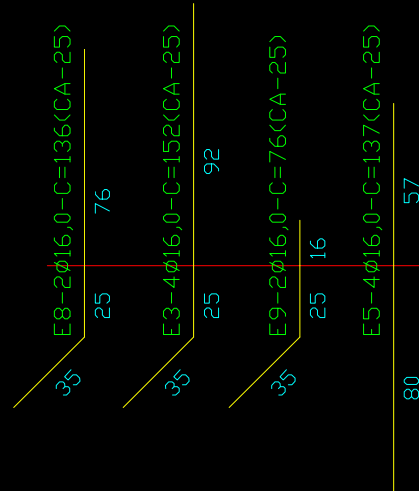 E8-2ø16,0-C=136(CA-25)
76
25
35
E3-4ø16,0-C=152(CA-25)
92
25
35
E9-2ø16,0-C=76(CA-25)
16
25
35
E5-4ø16,0-C=137(CA-25)
57
80